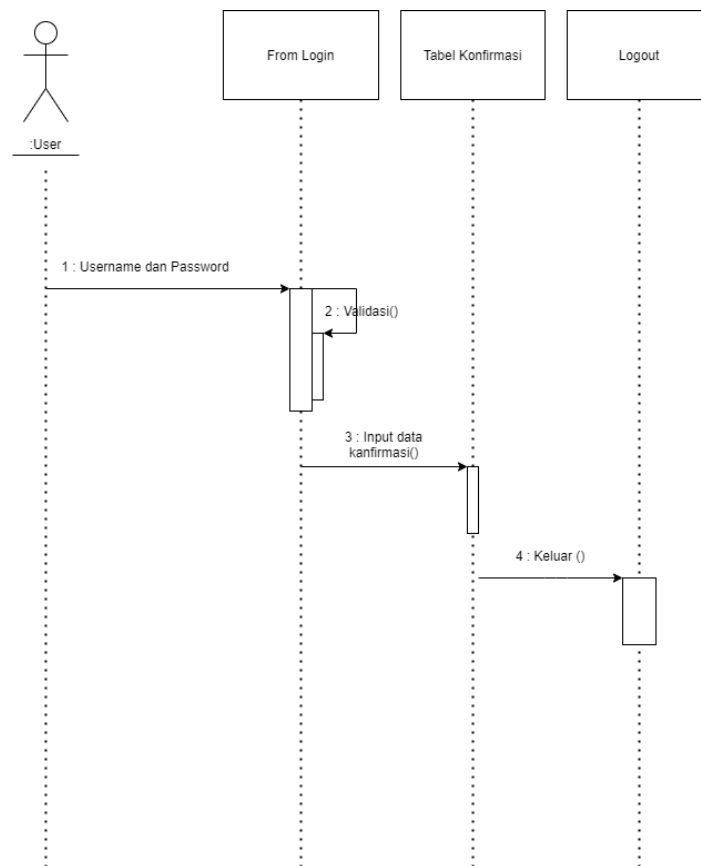 From Login
Tabel Konfirmasi
Logout
:User
1 : Username dan Password
2 : Validasi()
3 : Input data
kanfirmasi()
4 : Keluar ()